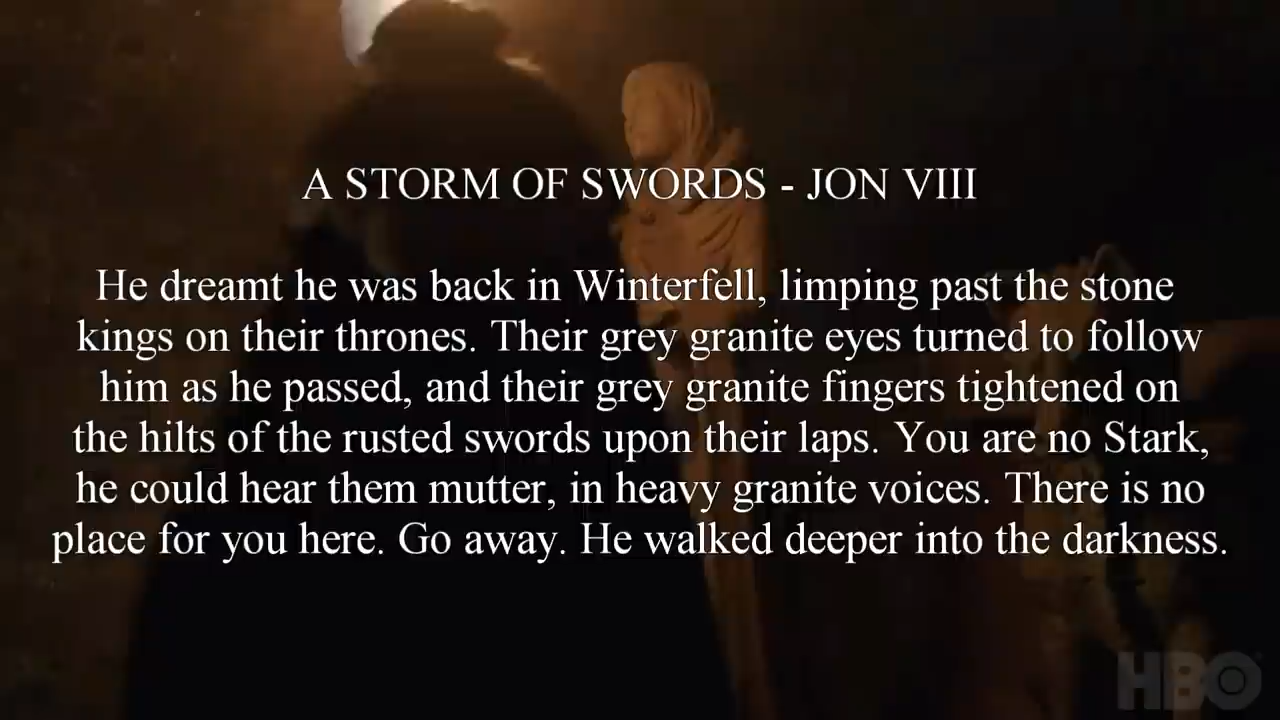 A STORM OF SWORDS - JON VIII
He dreamt he was back in Winterfell, limping past the stone
kings on their thrones. Their grey granite eyes turned to follow
him as he passed, and their grey granite fingers tightened on
the hilts of the rusted swords upon their laps. You are no Stark,
he could hear them mutter, in heavy granite voices. There is no
place for you here. Go away. He walked deeper into the darkness.
HBO